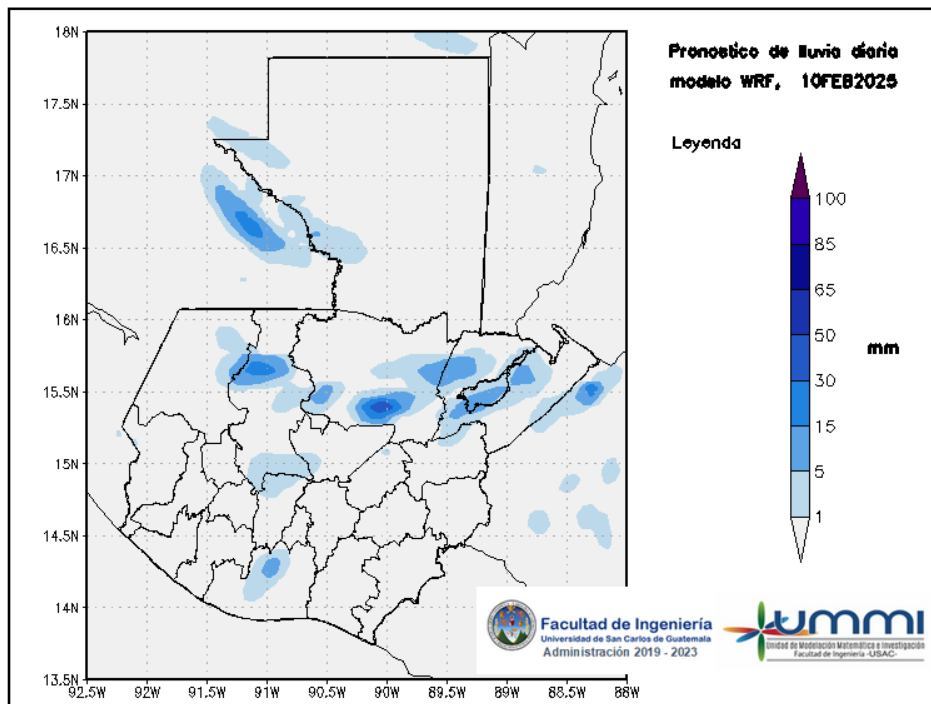 Pronostico de lluvia diaria
modelo WRF, 10FEB2025
Leyenda
100
85
65
50
30
15
5
1
mm
18N
17.5N
17N
16.5N
16N
15.5N
15N
14.5N
14N
13.5N
92.5W 92W 91.5W 91W 90.5W 90W 89.5W 89W 88.5W 88W
Facultad de Ingeniería
Universidad de San Carlos de Guatemala
Administración 2019 - 2023
ummi
Unidad de Modelación Matemática e Investigación
Facultad de Ingeniería -USAC-